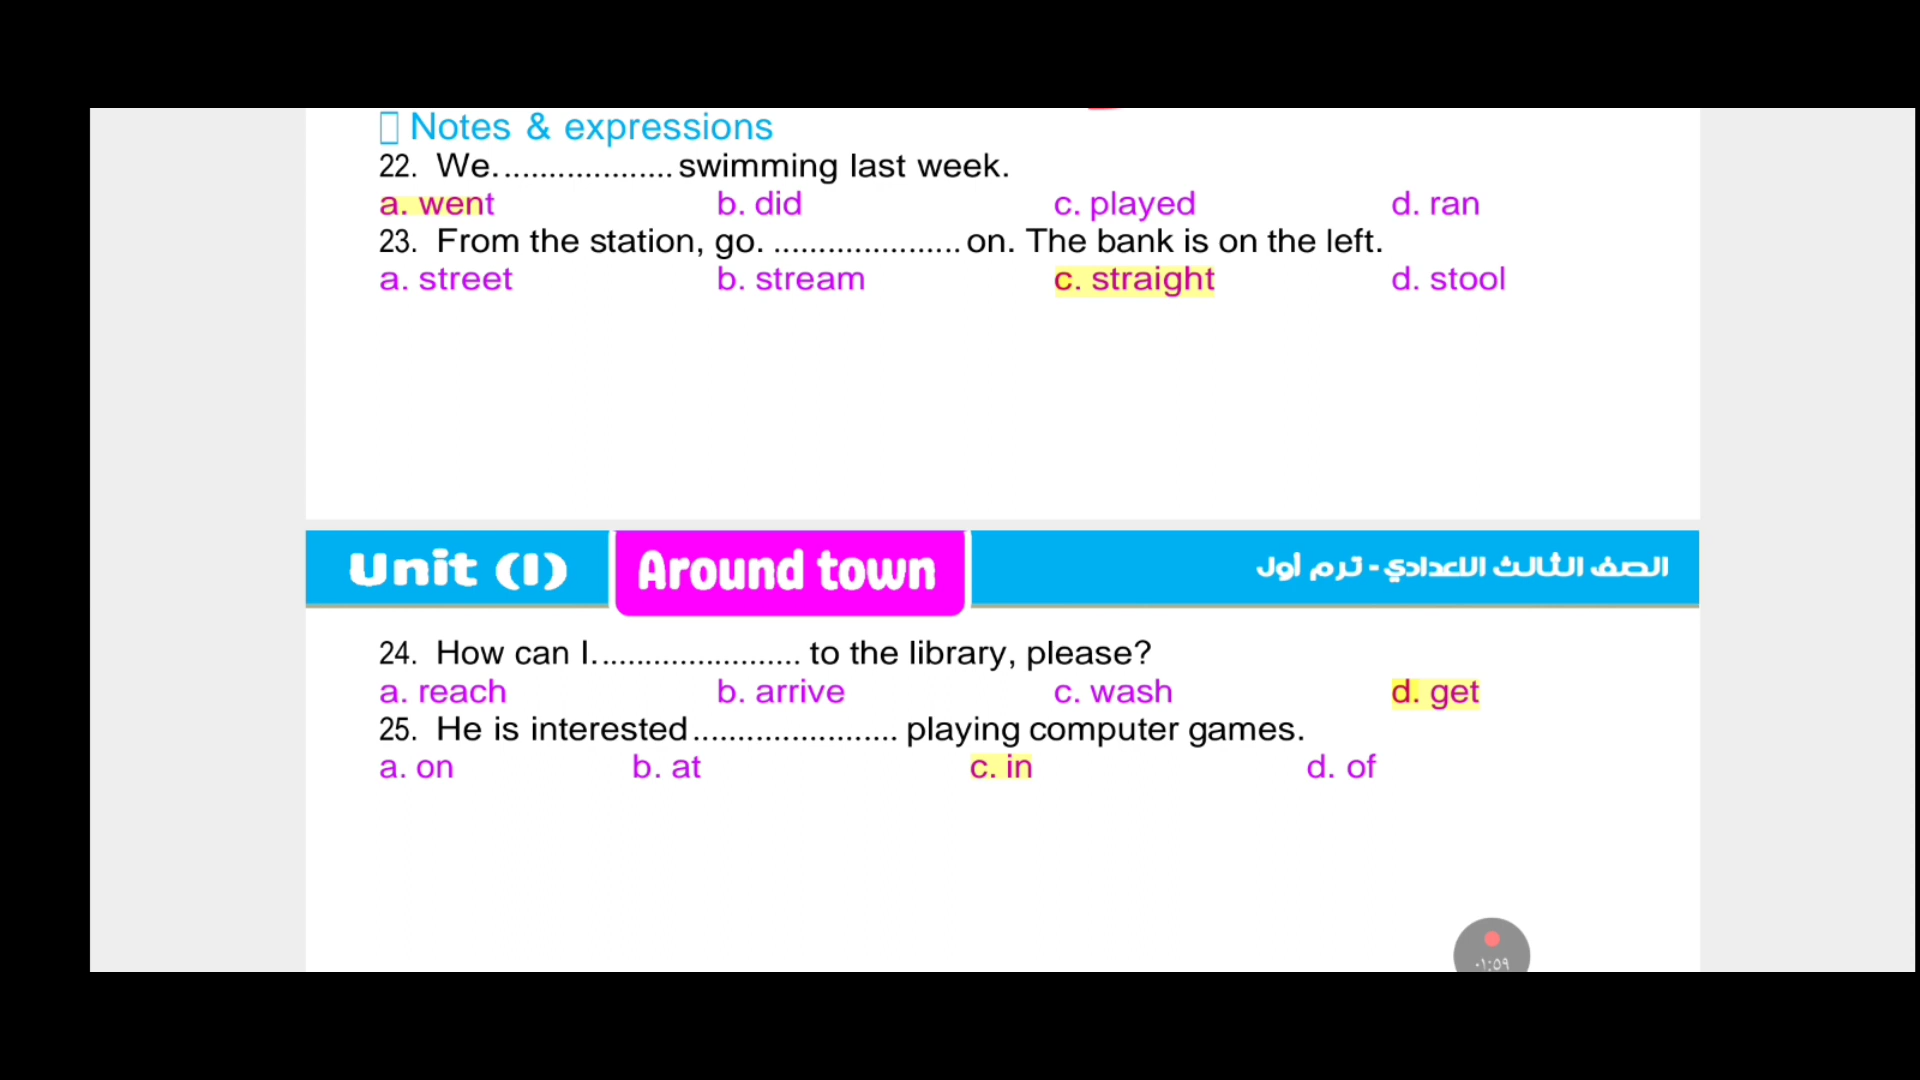 Notes & expressions
22. We................... swimming last week.
a. went b. did c. played d. ran
23. From the station, go. ..................... on. The bank is on the left.
a. street b. stream c. straight d. stool
Unit (1) Around town الصف الثالث الاعدادي - ترم أول
24. How can I....................... to the library, please?
a. reach b. arrive c. wash d. get
25. He is interested....................... playing computer games.
a. on b. at c. in d. of
٠١:٥٩